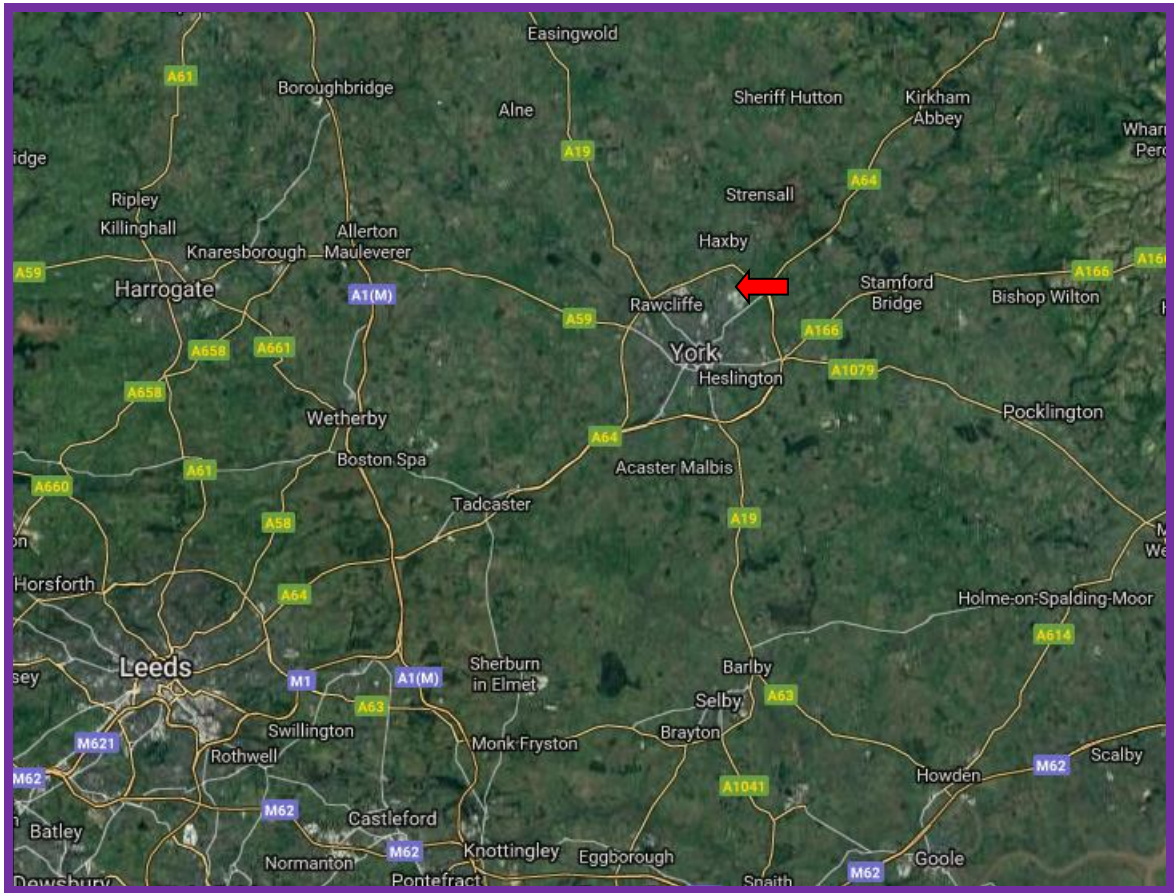 Easingwold
A61
Boroughbridge
Alne
Sheriff Hutton
Kirkham
Abbey
A19
idge
Ripley
Killinghall
Strensall
A64
Allerton
Mauleverer
Knaresborough
Haxby
A59
Harrogate
A1(M)
Rawcliffe
Stamford
Bridge
A166
Bishop Wilton
A59
A166
A658
A661
York
Heslington
A1079
A658
Wetherby
Pocklington
A64
Boston Spa
A61
Acaster Malbis
A660
Tadcaster
A58
A19
Horsforth
A64
Holme-on-Spalding-Moor
A614
Leeds
Sherburn
in Elmet
Barlby
M1
A1(M)
A63
Selby
A63
Swillington
Brayton
M621
Rothwell
Monk Fryston
Scalby
M62
M62
Howden
A1041
M62
Castleford
Batley
M62
Knottingley
Eggborough
Normanton
Goole
M62
Pontefract
Snaith
Dewsbury